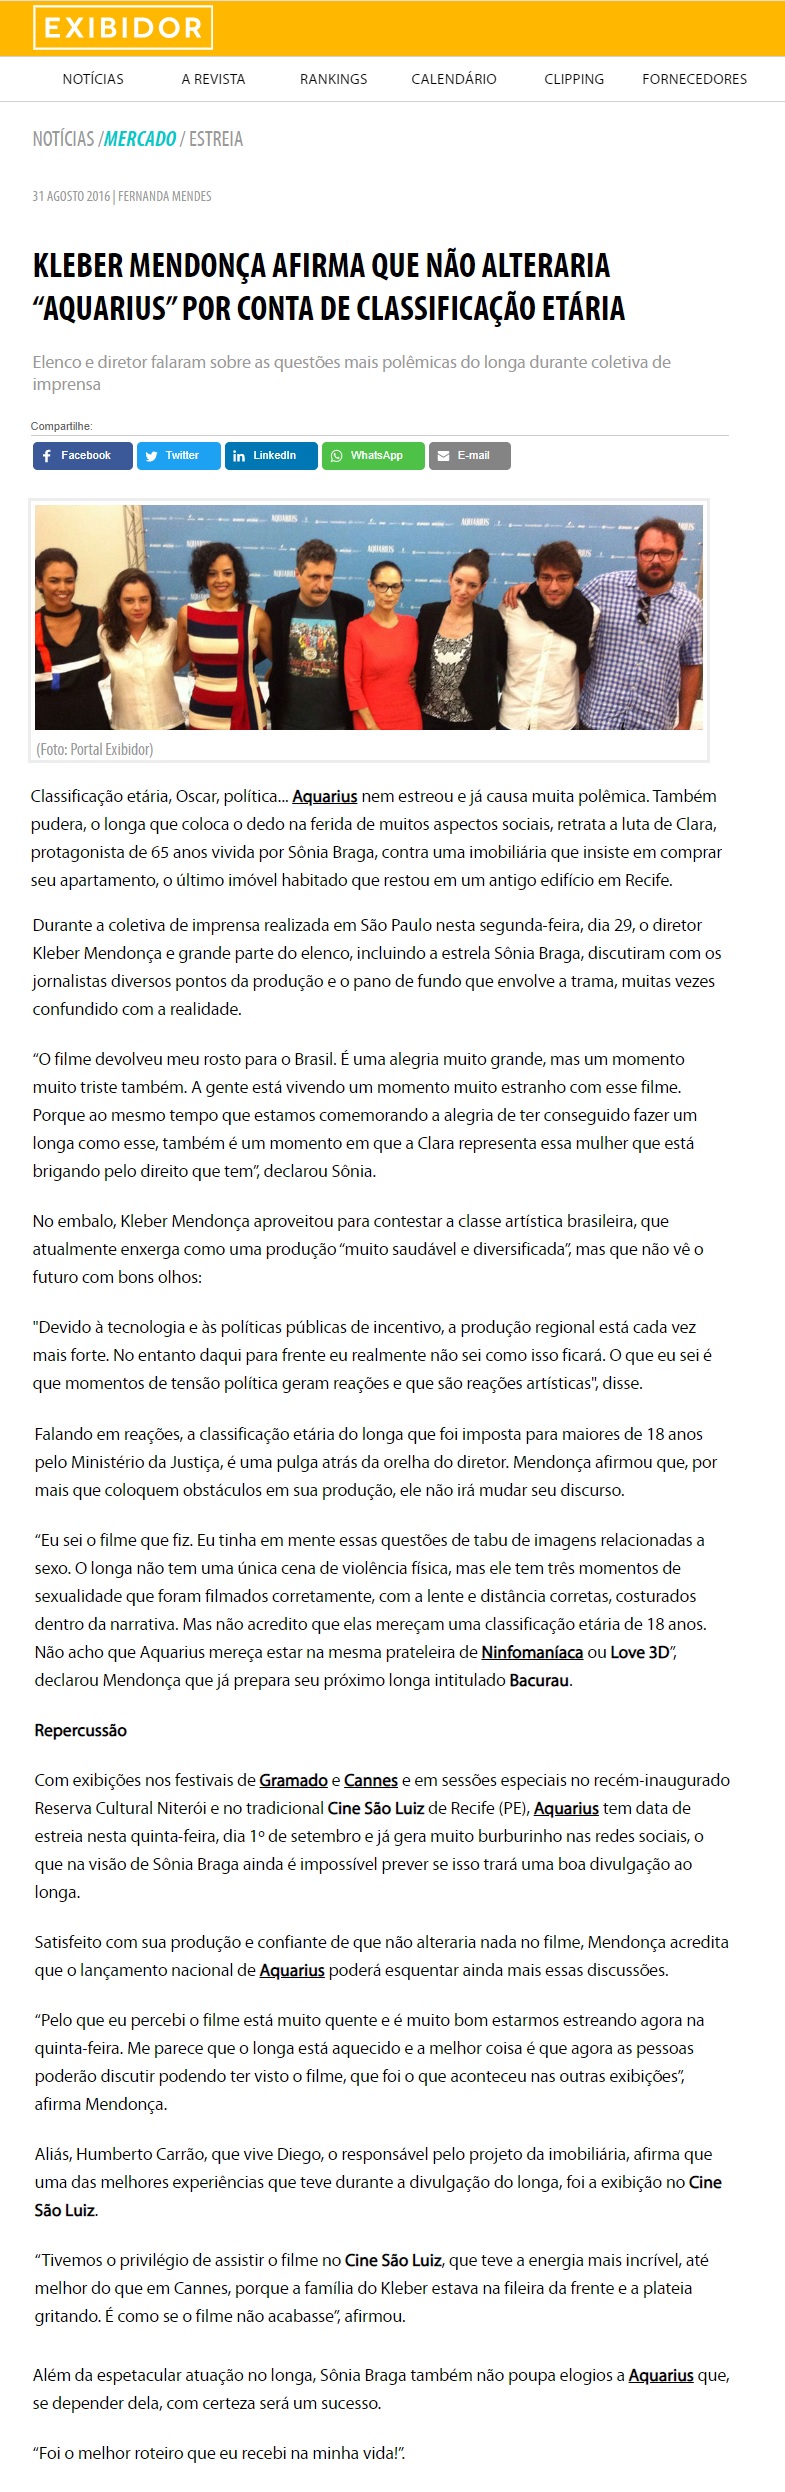 EXIBIDOR
NOTÍCIAS A REVISTA RANKINGS CALENDÁRIO CLIPPING FORNECEDORES
NOTÍCIAS /MERCADO / ESTREIA
31 AGOSTO 2016 | FERNANDA MENDES
KLEBER MENDONÇA AFIRMA QUE NÃO ALTERARIA
“AQUARIUS” POR CONTA DE CLASSIFICAÇÃO ETÁRIA
Elenco e diretor falaram sobre as questões mais polêmicas do longa durante coletiva de
imprensa
Compartilhe:
Facebook Twitter LinkedIn WhatsApp E-mail
AQUARIUS
(Foto: Portal Exibidor)
Classificação etária, Oscar, política... Aquarius nem estreou e já causa muita polêmica. Também
pudera, o longa que coloca o dedo na ferida de muitos aspectos sociais, retrata a luta de Clara,
protagonista de 65 anos vivida por Sônia Braga, contra uma imobiliária que insiste em comprar
seu apartamento, o último imóvel habitado que restou em um antigo edifício em Recife.
Durante a coletiva de imprensa realizada em São Paulo nesta segunda-feira, dia 29, o diretor
Kleber Mendonça e grande parte do elenco, incluindo a estrela Sônia Braga, discutiram com os
jornalistas diversos pontos da produção e o pano de fundo que envolve a trama, muitas vezes
confundido com a realidade.
“O filme devolveu meu rosto para o Brasil. É uma alegria muito grande, mas um momento
muito triste também. A gente está vivendo um momento muito estranho com esse filme.
Porque ao mesmo tempo que estamos comemorando a alegria de ter conseguido fazer um
longa como esse, também é um momento em que a Clara representa essa mulher que está
brigando pelo direito que tem”, declarou Sônia.
No embalo, Kleber Mendonça aproveitou para contestar a classe artística brasileira, que
atualmente enxerga como uma produção “muito saudável e diversificada”, mas que não vê o
futuro com bons olhos:
"Devido à tecnologia e às políticas públicas de incentivo, a produção regional está cada vez
mais forte. No entanto daqui para frente eu realmente não sei como isso ficará. O que eu sei é
que momentos de tensão política geram reações e que são reações artísticas", disse.
Falando em reações, a classificação etária do longa que foi imposta para maiores de 18 anos
pelo Ministério da Justiça, é uma pulga atrás da orelha do diretor. Mendonça afirmou que, por
mais que coloquem obstáculos em sua produção, ele não irá mudar seu discurso.
“Eu sei o filme que fiz. Eu tinha em mente essas questões de tabu de imagens relacionadas a
sexo. O longa não tem uma única cena de violência física, mas ele tem três momentos de
sexualidade que foram filmados corretamente, com a lente e distância corretas, costurados
dentro da narrativa. Mas não acredito que elas mereçam uma classificação etária de 18 anos.
Não acho que Aquarius mereça estar na mesma prateleira de Ninfomaníaca ou Love 3D”,
declarou Mendonça que já prepara seu próximo longa intitulado Bacurau.
Repercussão
Com exibições nos festivais de Gramado e Cannes e em sessões especiais no recém-inaugurado
Reserva Cultural Niterói e no tradicional Cine São Luiz de Recife (PE), Aquarius tem data de
estreia nesta quinta-feira, dia 1º de setembro e já gera muito burburinho nas redes sociais, o
que na visão de Sônia Braga ainda é impossível prever se isso trará uma boa divulgação ao
longa.
Satisfeito com sua produção e confiante de que não alteraria nada no filme, Mendonça acredita
que o lançamento nacional de Aquarius poderá esquentar ainda mais essas discussões.
“Pelo que eu percebi o filme está muito quente e é muito bom estarmos estreando agora na
quinta-feira. Me parece que o longa está aquecido e a melhor coisa é que agora as pessoas
poderão discutir podendo ter visto o filme, que foi o que aconteceu nas outras exibições”,
afirma Mendonça.
Aliás, Humberto Carrão, que vive Diego, o responsável pelo projeto da imobiliária, afirma que
uma das melhores experiências que teve durante a divulgação do longa, foi a exibição no Cine
São Luiz.
“Tivemos o privilégio de assistir o filme no Cine São Luiz, que teve a energia mais incrível, até
melhor do que em Cannes, porque a família do Kleber estava na fileira da frente e a plateia
gritando. É como se o filme não acabasse”, afirmou.
Além da espetacular atuação no longa, Sônia Braga também não poupa elogios a Aquarius que,
se depender dela, com certeza será um sucesso.
“Foi o melhor roteiro que eu recebi na minha vida!”.